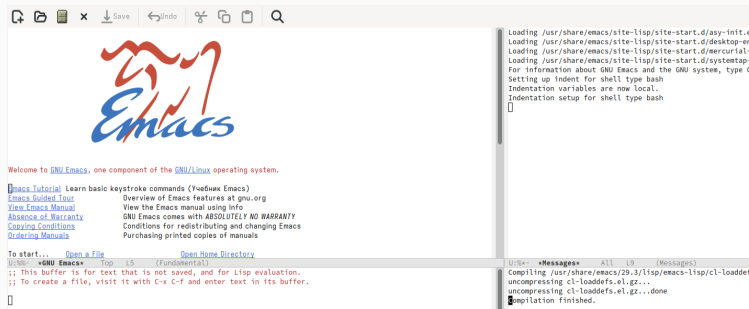 Save Undo
Emacs
Welcome to GNU Emacs, one component of the GNU/Linux operating system.
Emacs Tutorial Learn basic keystroke commands (Учебник Emacs)
Emacs Guided Tour Overview of Emacs features at gnu.org
View Emacs Manual View the Emacs manual using Info
Absence of Warranty GNU Emacs comes with ABSOLUTELY NO WARRANTY
Copying Conditions Conditions for redistributing and changing Emacs
Ordering Manuals Purchasing printed copies of manuals
To start... Open a File Open Home Directory
U:%%- *GNU Emacs* Top L5 (Fundamental)
;; This buffer is for text that is not saved, and for Lisp evaluation.
;; To create a file, visit it with C-x C-f and enter text in its buffer.
Loading /usr/share/emacs/site-lisp/site-start.d/asy-init.e
Loading /usr/share/emacs/site-lisp/site-start.d/desktop-en
Loading /usr/share/emacs/site-lisp/site-start.d/mercurial-
Loading /usr/share/emacs/site-lisp/site-start.d/systemtap-
For information about GNU Emacs and the GNU system, type C
Setting up indent for shell type bash
Indentation variables are now local.
Indentation setup for shell type bash
U:%*- *Messages* All L9 (Messages)
Compiling /usr/share/emacs/29.3/lisp/emacs-lisp/cl-loaddef
uncompressing cl-loaddefs.el.gz...
uncompressing cl-loaddefs.el.gz...done
Compilation finished.